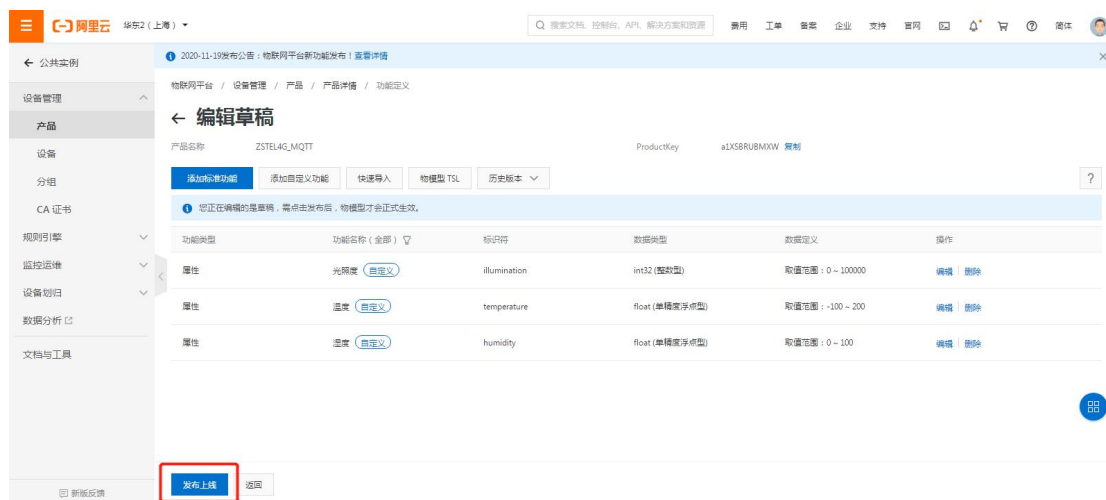 阿里云 华东2（上海） 搜索文档、控制台、API、解决方案和资源 费用 工单 备案 企业 支持 官网 简体
公共实例
2020-11-19发布公告：物联网平台新功能发布！查看详情
设备管理
产品
设备
分组
CA 证书
规则引擎
监控运维
设备划归
数据分析
文档与工具
新版反馈
物联网平台 / 设备管理 / 产品 / 产品详情 / 功能定义
编辑草稿
产品名称 ZSTEL4G_MQTT ProductKey a1XSBRUBMXW 复制
添加标准功能 添加自定义功能 快速导入 物模型 TSL 历史版本 ?
您正在编辑的是草稿，需点击发布后，物模型才会正式生效。
功能类型 功能名称（全部） 标识符 数据类型 数据定义 操作
属性 光照度 自定义 illumination int32 (整数型) 取值范围：0 ~ 100000 编辑 删除
属性 温度 自定义 temperature float (单精度浮点型) 取值范围：-100 ~ 200 编辑 删除
属性 湿度 自定义 humidity float (单精度浮点型) 取值范围：0 ~ 100 编辑 删除
发布上线 返回